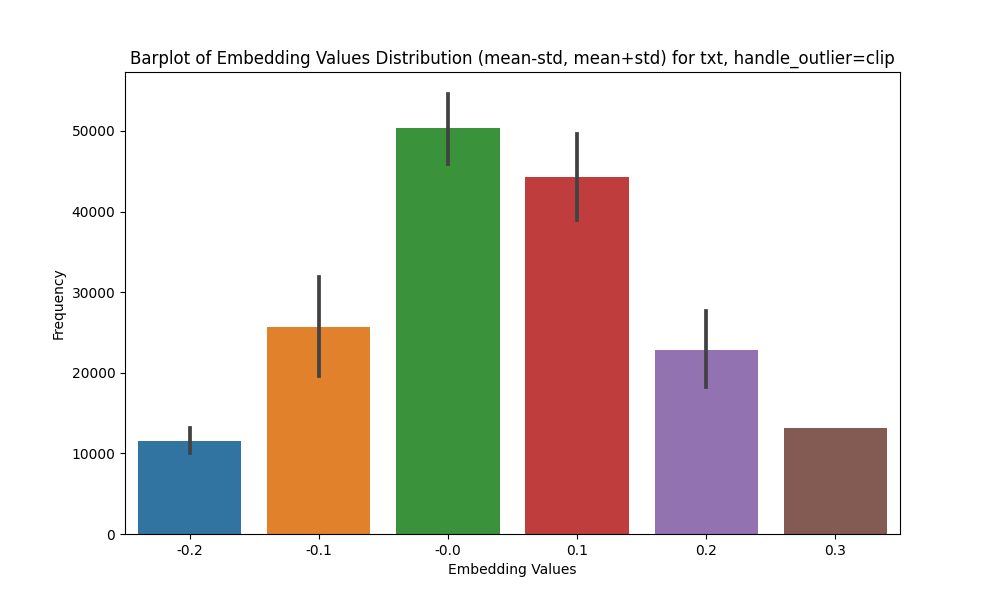 Barplot of Embedding Values Distribution (mean-std, mean+std) for txt, handle_outlier=clip
Frequency
50000
40000
30000
20000
10000
0
-0.2 -0.1 -0.0 0.1 0.2 0.3
Embedding Values